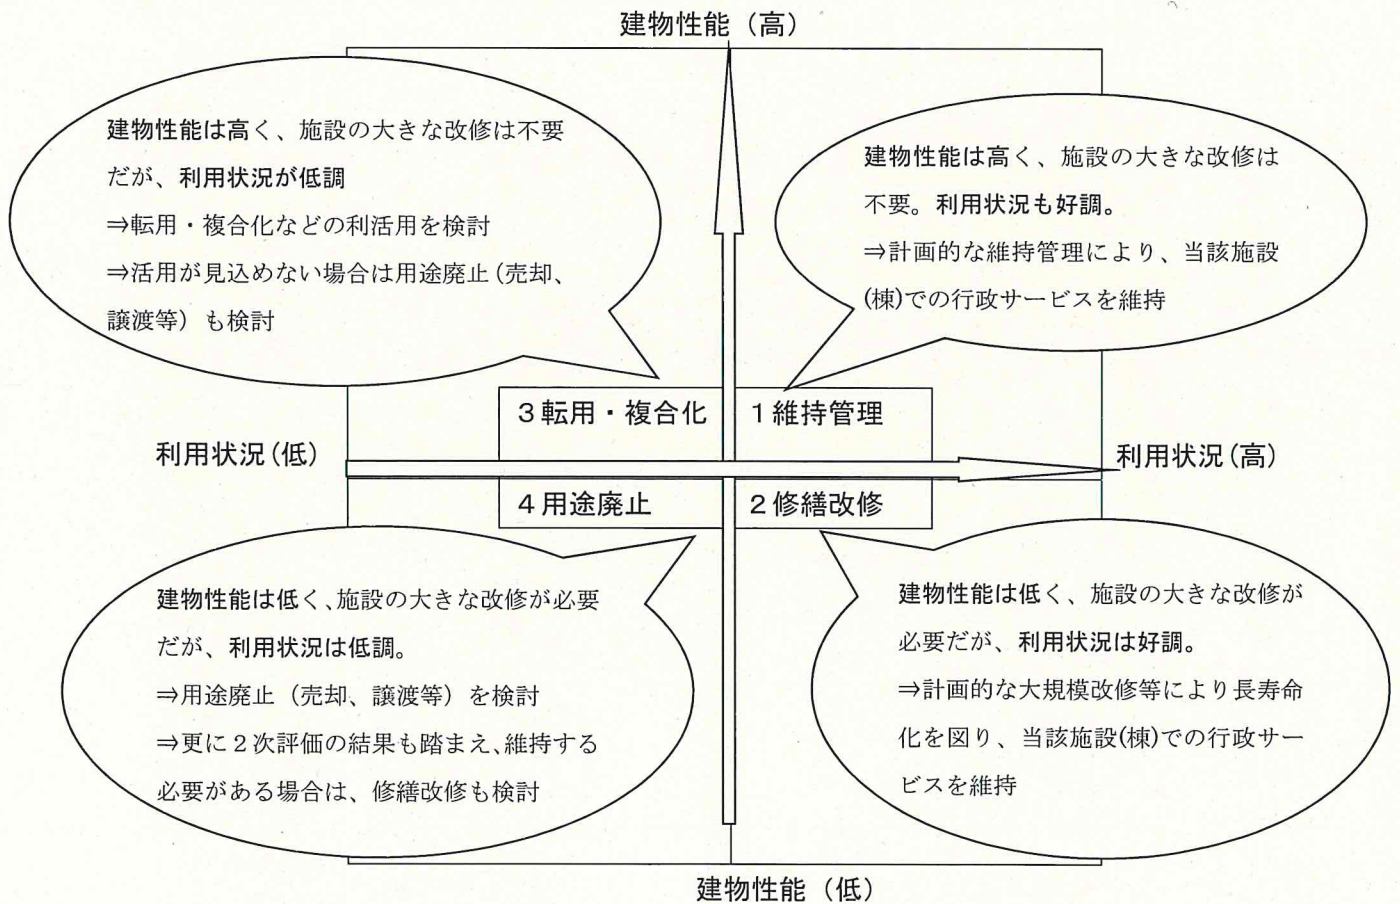 建物性能（高）
建物性能は高く、施設の大きな改修は不要
だが、利用状況が低調
⇒転用・複合化などの利活用を検討
⇒活用が見込めない場合は用途廃止（売却、
譲渡等）も検討
建物性能は高く、施設の大きな改修は
不要。利用状況も好調。
⇒計画的な維持管理により、当該施設
(棟)での行政サービスを維持
３転用・複合化
１維持管理
利用状況(低)
利用状況(高)
４用途廃止
２修繕改修
建物性能は低く、施設の大きな改修が必要
だが、利用状況は低調。
⇒用途廃止（売却、譲渡等）を検討
⇒更に２次評価の結果も踏まえ、維持する
必要がある場合は、修繕改修も検討
建物性能は低く、施設の大きな改修が
必要だが、利用状況は好調。
⇒計画的な大規模改修等により長寿命
化を図り、当該施設(棟)での行政サー
ビスを維持
建物性能（低）